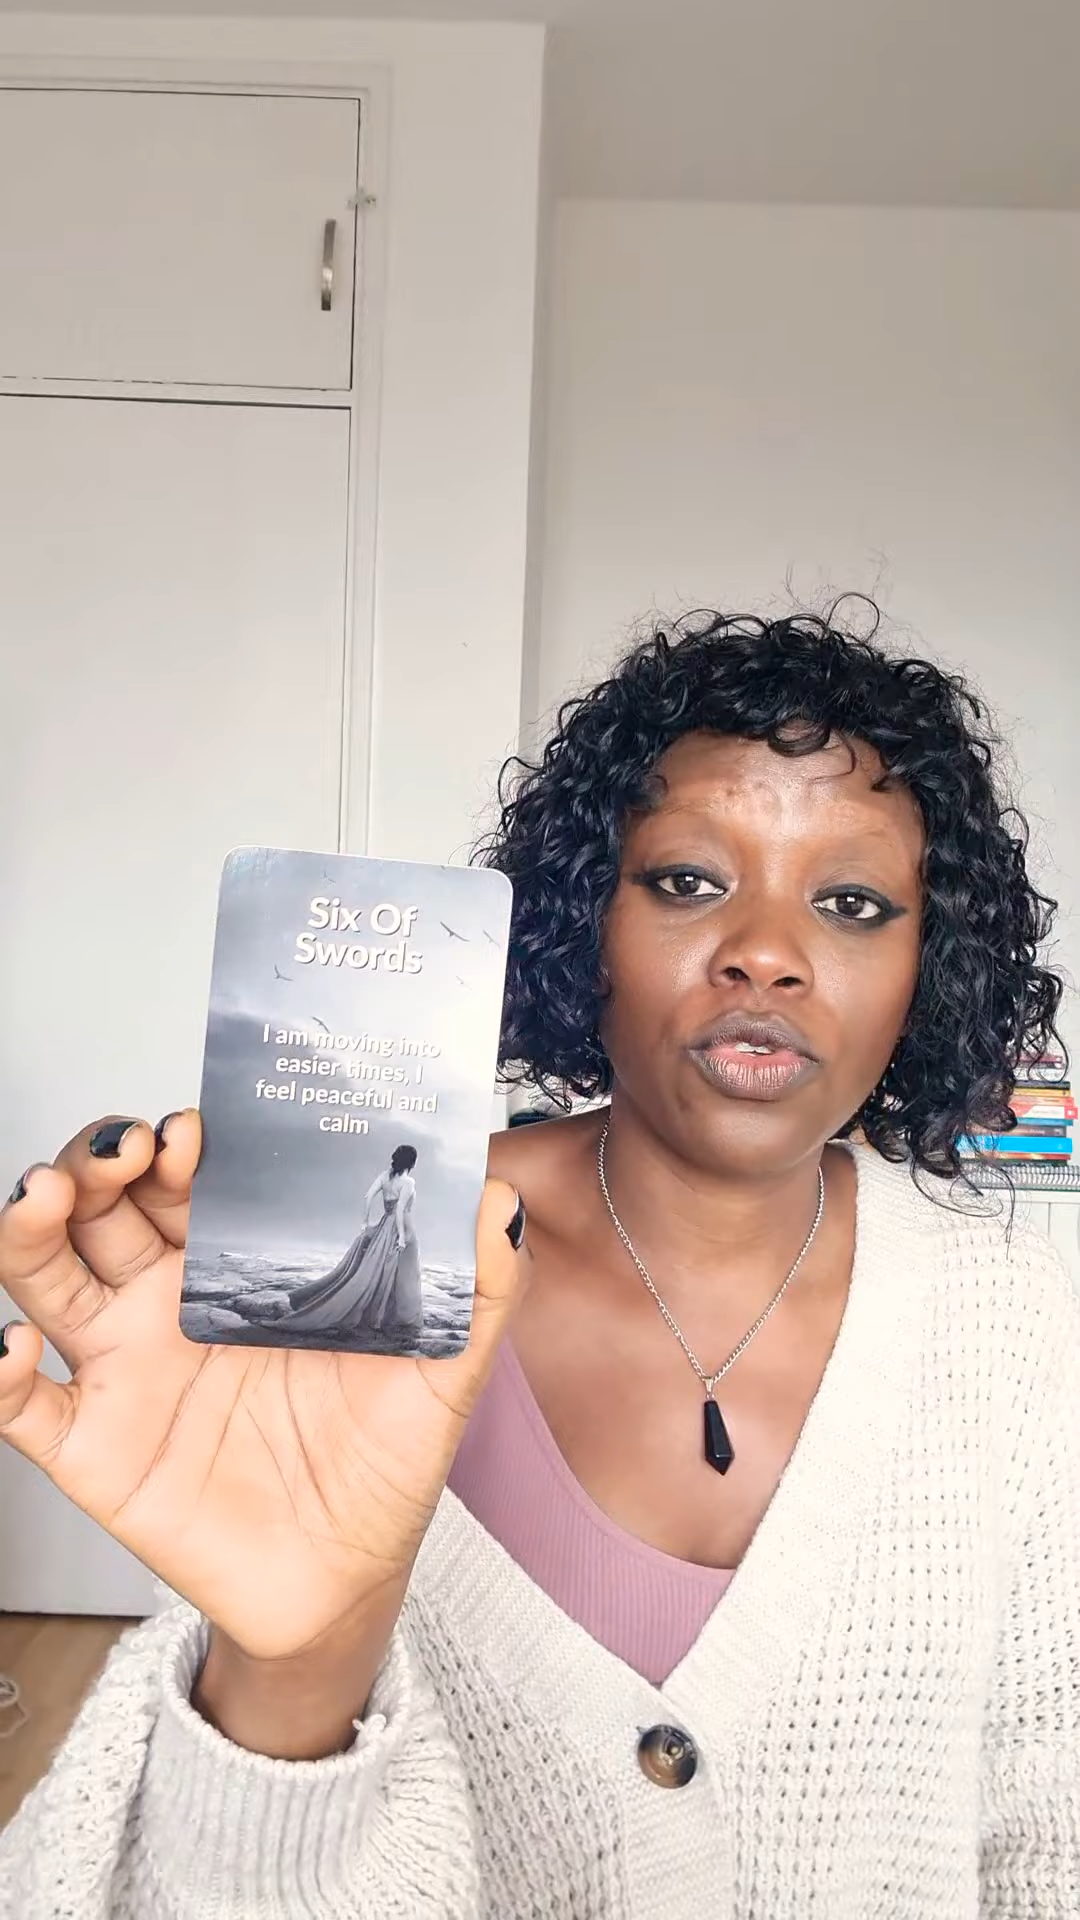 Six Of
Swords
I am moving into
easier times, I
feel peaceful and
calm